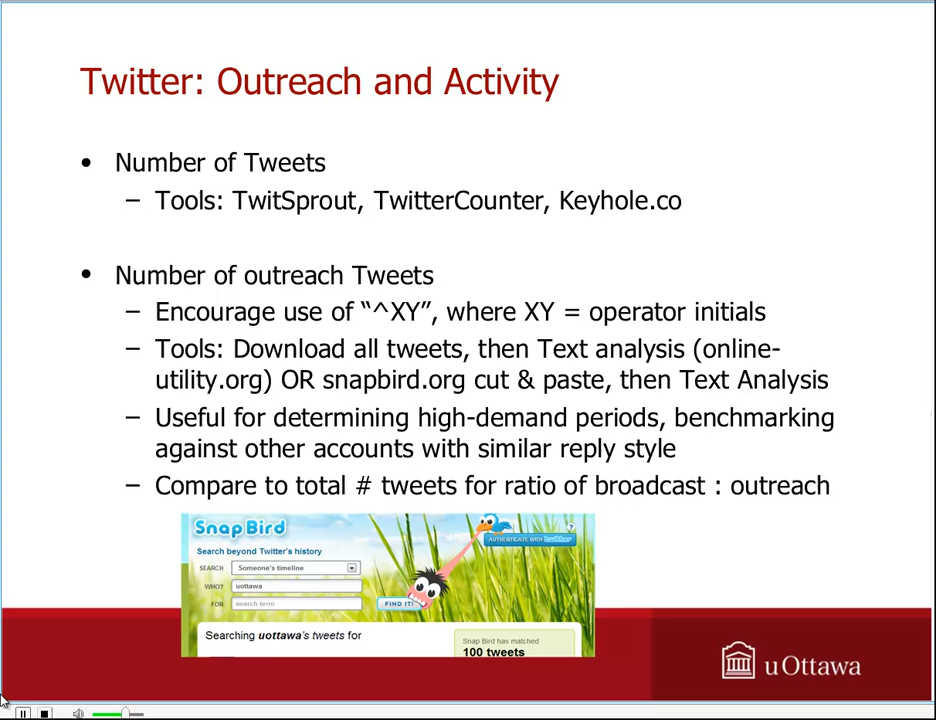 Twitter: Outreach and Activity
• Number of Tweets
– Tools: TwitSprout, TwitterCounter, Keyhole.co
• Number of outreach Tweets
– Encourage use of “^XY”, where XY = operator initials
– Tools: Download all tweets, then Text analysis (online-
utility.org) OR snapbird.org cut & paste, then Text Analysis
– Useful for determining high-demand periods, benchmarking
against other accounts with similar reply style
– Compare to total # tweets for ratio of broadcast : outreach
Snap Bird
?
AUTHENTICATE WITH twitter
Search beyond Twitter's history
SEARCH Someone's timeline
WHO? uottawa
FOR search term FIND IT!
Searching uottawa's tweets for
Snap Bird has matched
100 tweets
uOttawa